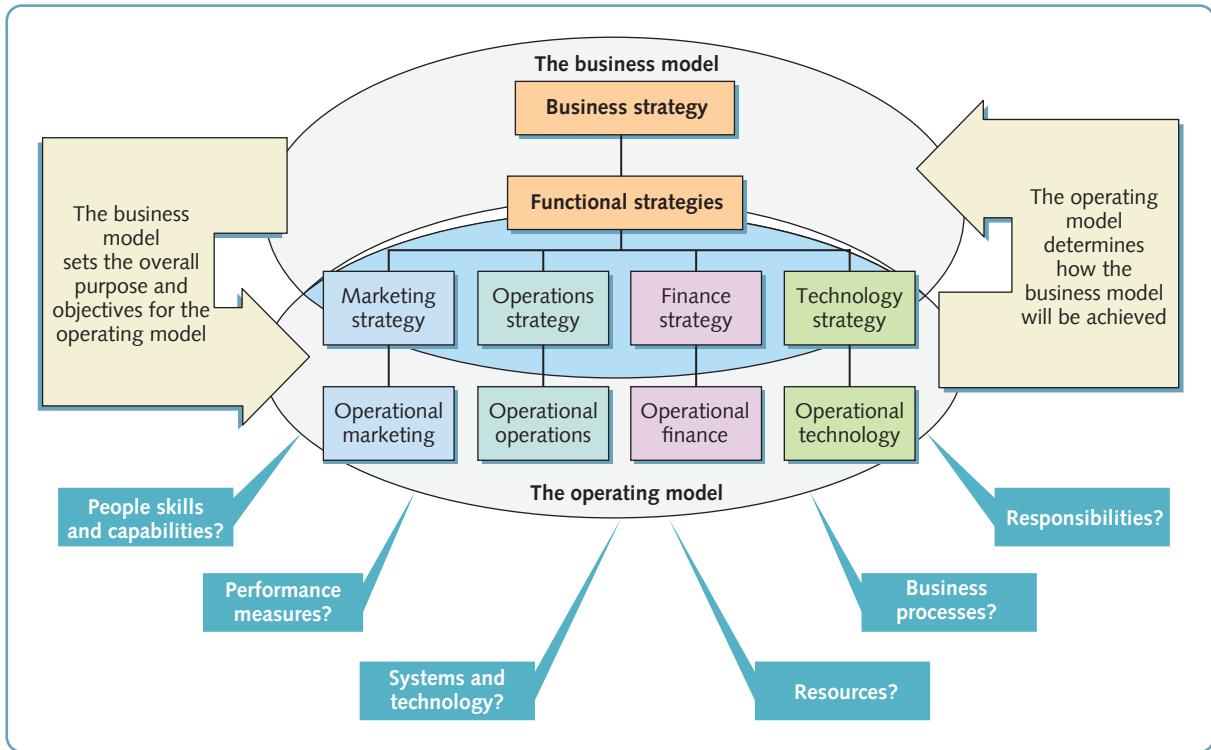 The business model
Business strategy
Functional strategies
The business
model
sets the overall
purpose and
objectives for the
operating model
The operating
model
determines
how the
business model
will be achieved
Marketing
strategy
Operations
strategy
Finance
strategy
Technology
strategy
Operational
marketing
Operational
operations
Operational
finance
Operational
technology
The operating model
People skills
and capabilities?
Performance
measures?
Systems and
technology?
Resources?
Business
processes?
Responsibilities?